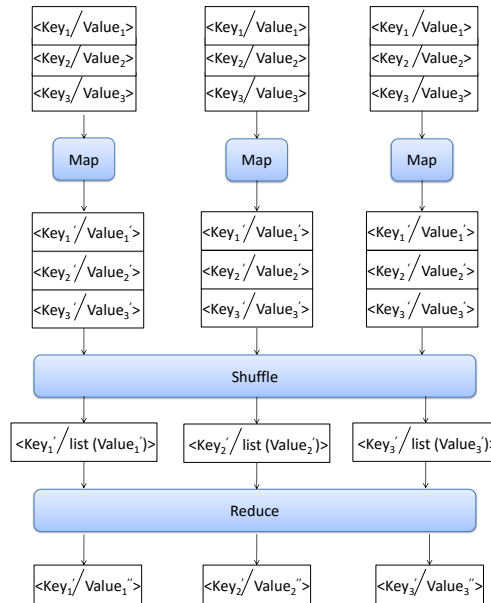 <Key₁/Value₁> <Key₁/Value₁> <Key₁/Value₁>
<Key₂/Value₂> <Key₂/Value₂> <Key₂/Value₂>
<Key₃/Value₃> <Key₃/Value₃> <Key₃/Value₃>
Map Map Map
<Key₁′/Value₁′> <Key₁′/Value₁′> <Key₁′/Value₁′>
<Key₂′/Value₂′> <Key₂′/Value₂′> <Key₂′/Value₂′>
<Key₃′/Value₃′> <Key₃′/Value₃′> <Key₃′/Value₃′>
Shuffle
<Key₁′/list (Value₁′)> <Key₂′/list (Value₂′)> <Key₃′/list (Value₃′)>
Reduce
<Key₁′/Value₁″> <Key₂′/Value₂″> <Key₃′/Value₃″>